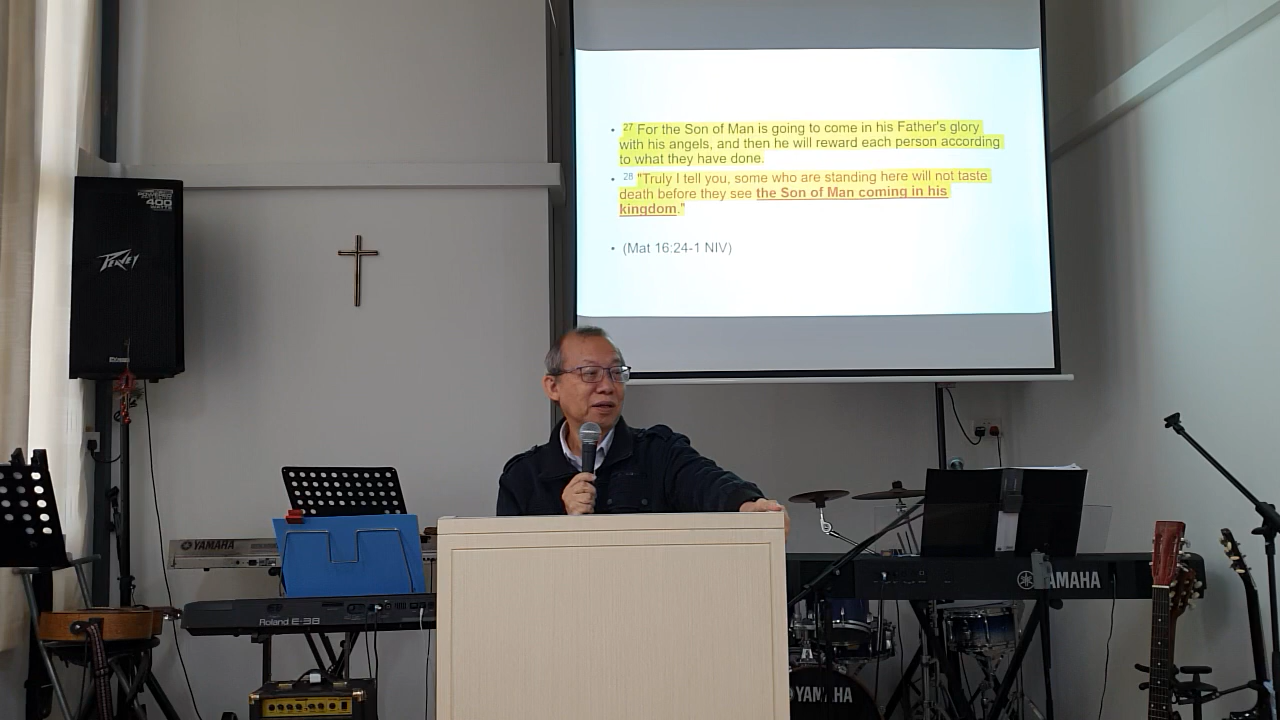 27 For the Son of Man is going to come in his Father's glory
with his angels, and then he will reward each person according
to what they have done.
28 "Truly I tell you, some who are standing here will not taste
death before they see the Son of Man coming in his
kingdom."
(Mat 16:24-1 NIV)
400
PEAVEY
YAMAHA
Roland E-38
YAMAHA
YAMAHA